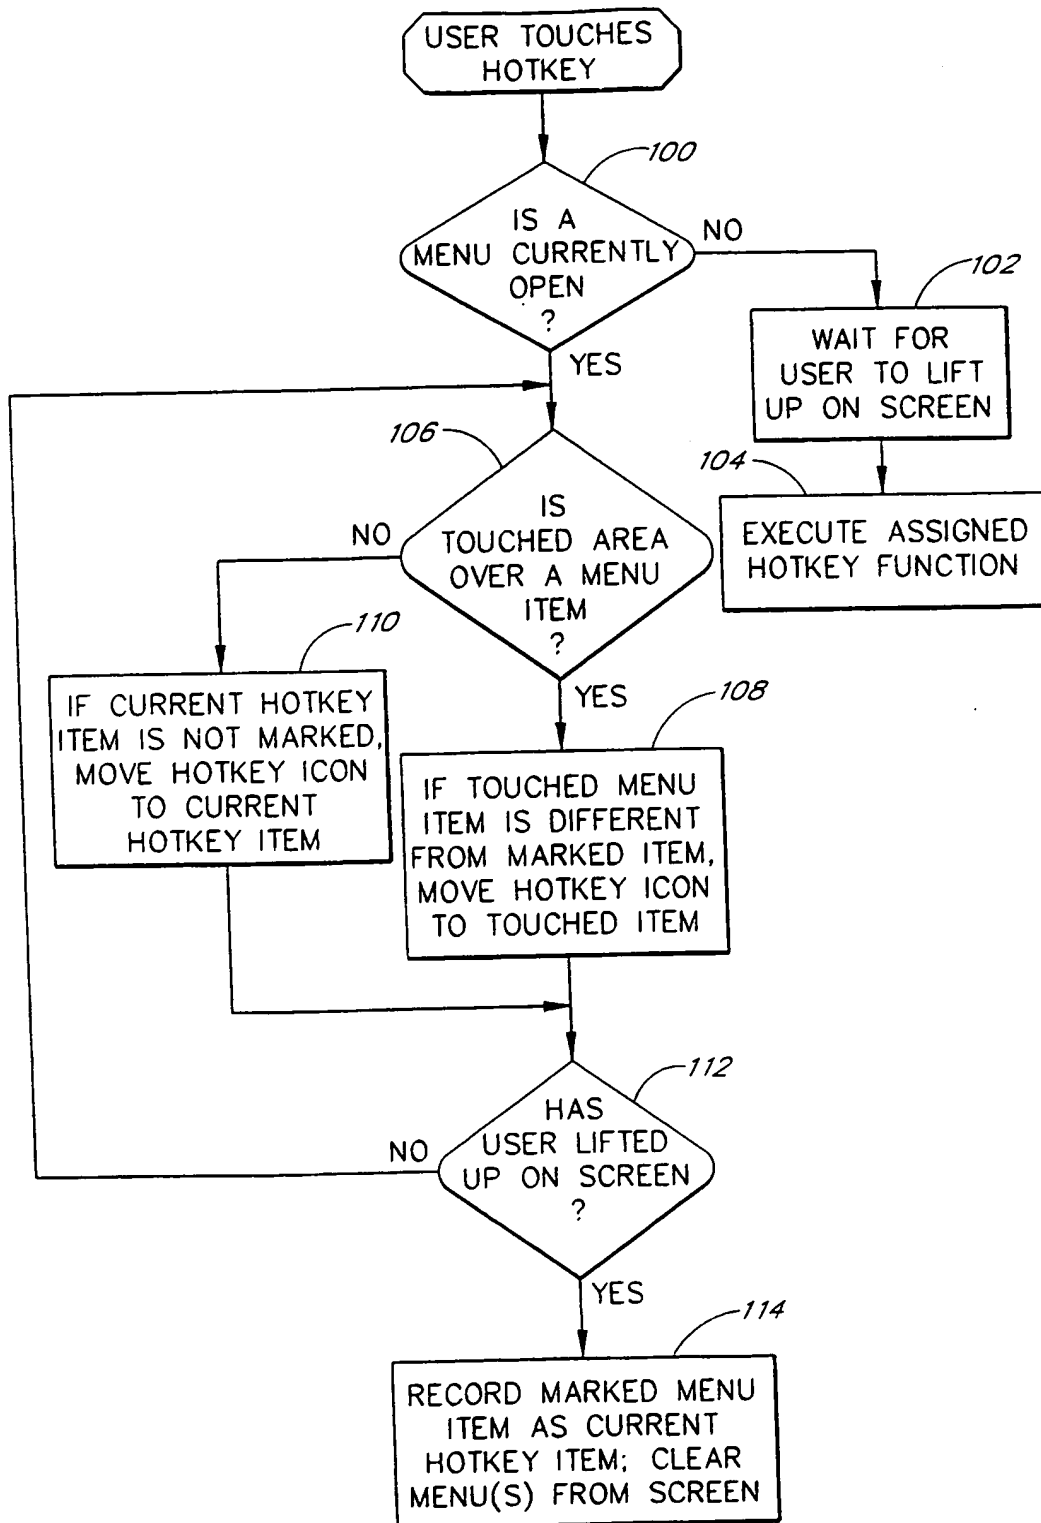 USER TOUCHES
HOTKEY
100
IS A
MENU CURRENTLY
OPEN
?
NO
YES
102
WAIT FOR
USER TO LIFT
UP ON SCREEN
104
EXECUTE ASSIGNED
HOTKEY FUNCTION
106
IS
TOUCHED AREA
OVER A MENU
ITEM
?
NO
YES
110
IF CURRENT HOTKEY
ITEM IS NOT MARKED,
MOVE HOTKEY ICON
TO CURRENT
HOTKEY ITEM
108
IF TOUCHED MENU
ITEM IS DIFFERENT
FROM MARKED ITEM,
MOVE HOTKEY ICON
TO TOUCHED ITEM
112
HAS
USER LIFTED
UP ON SCREEN
?
NO
YES
114
RECORD MARKED MENU
ITEM AS CURRENT
HOTKEY ITEM; CLEAR
MENU(S) FROM SCREEN